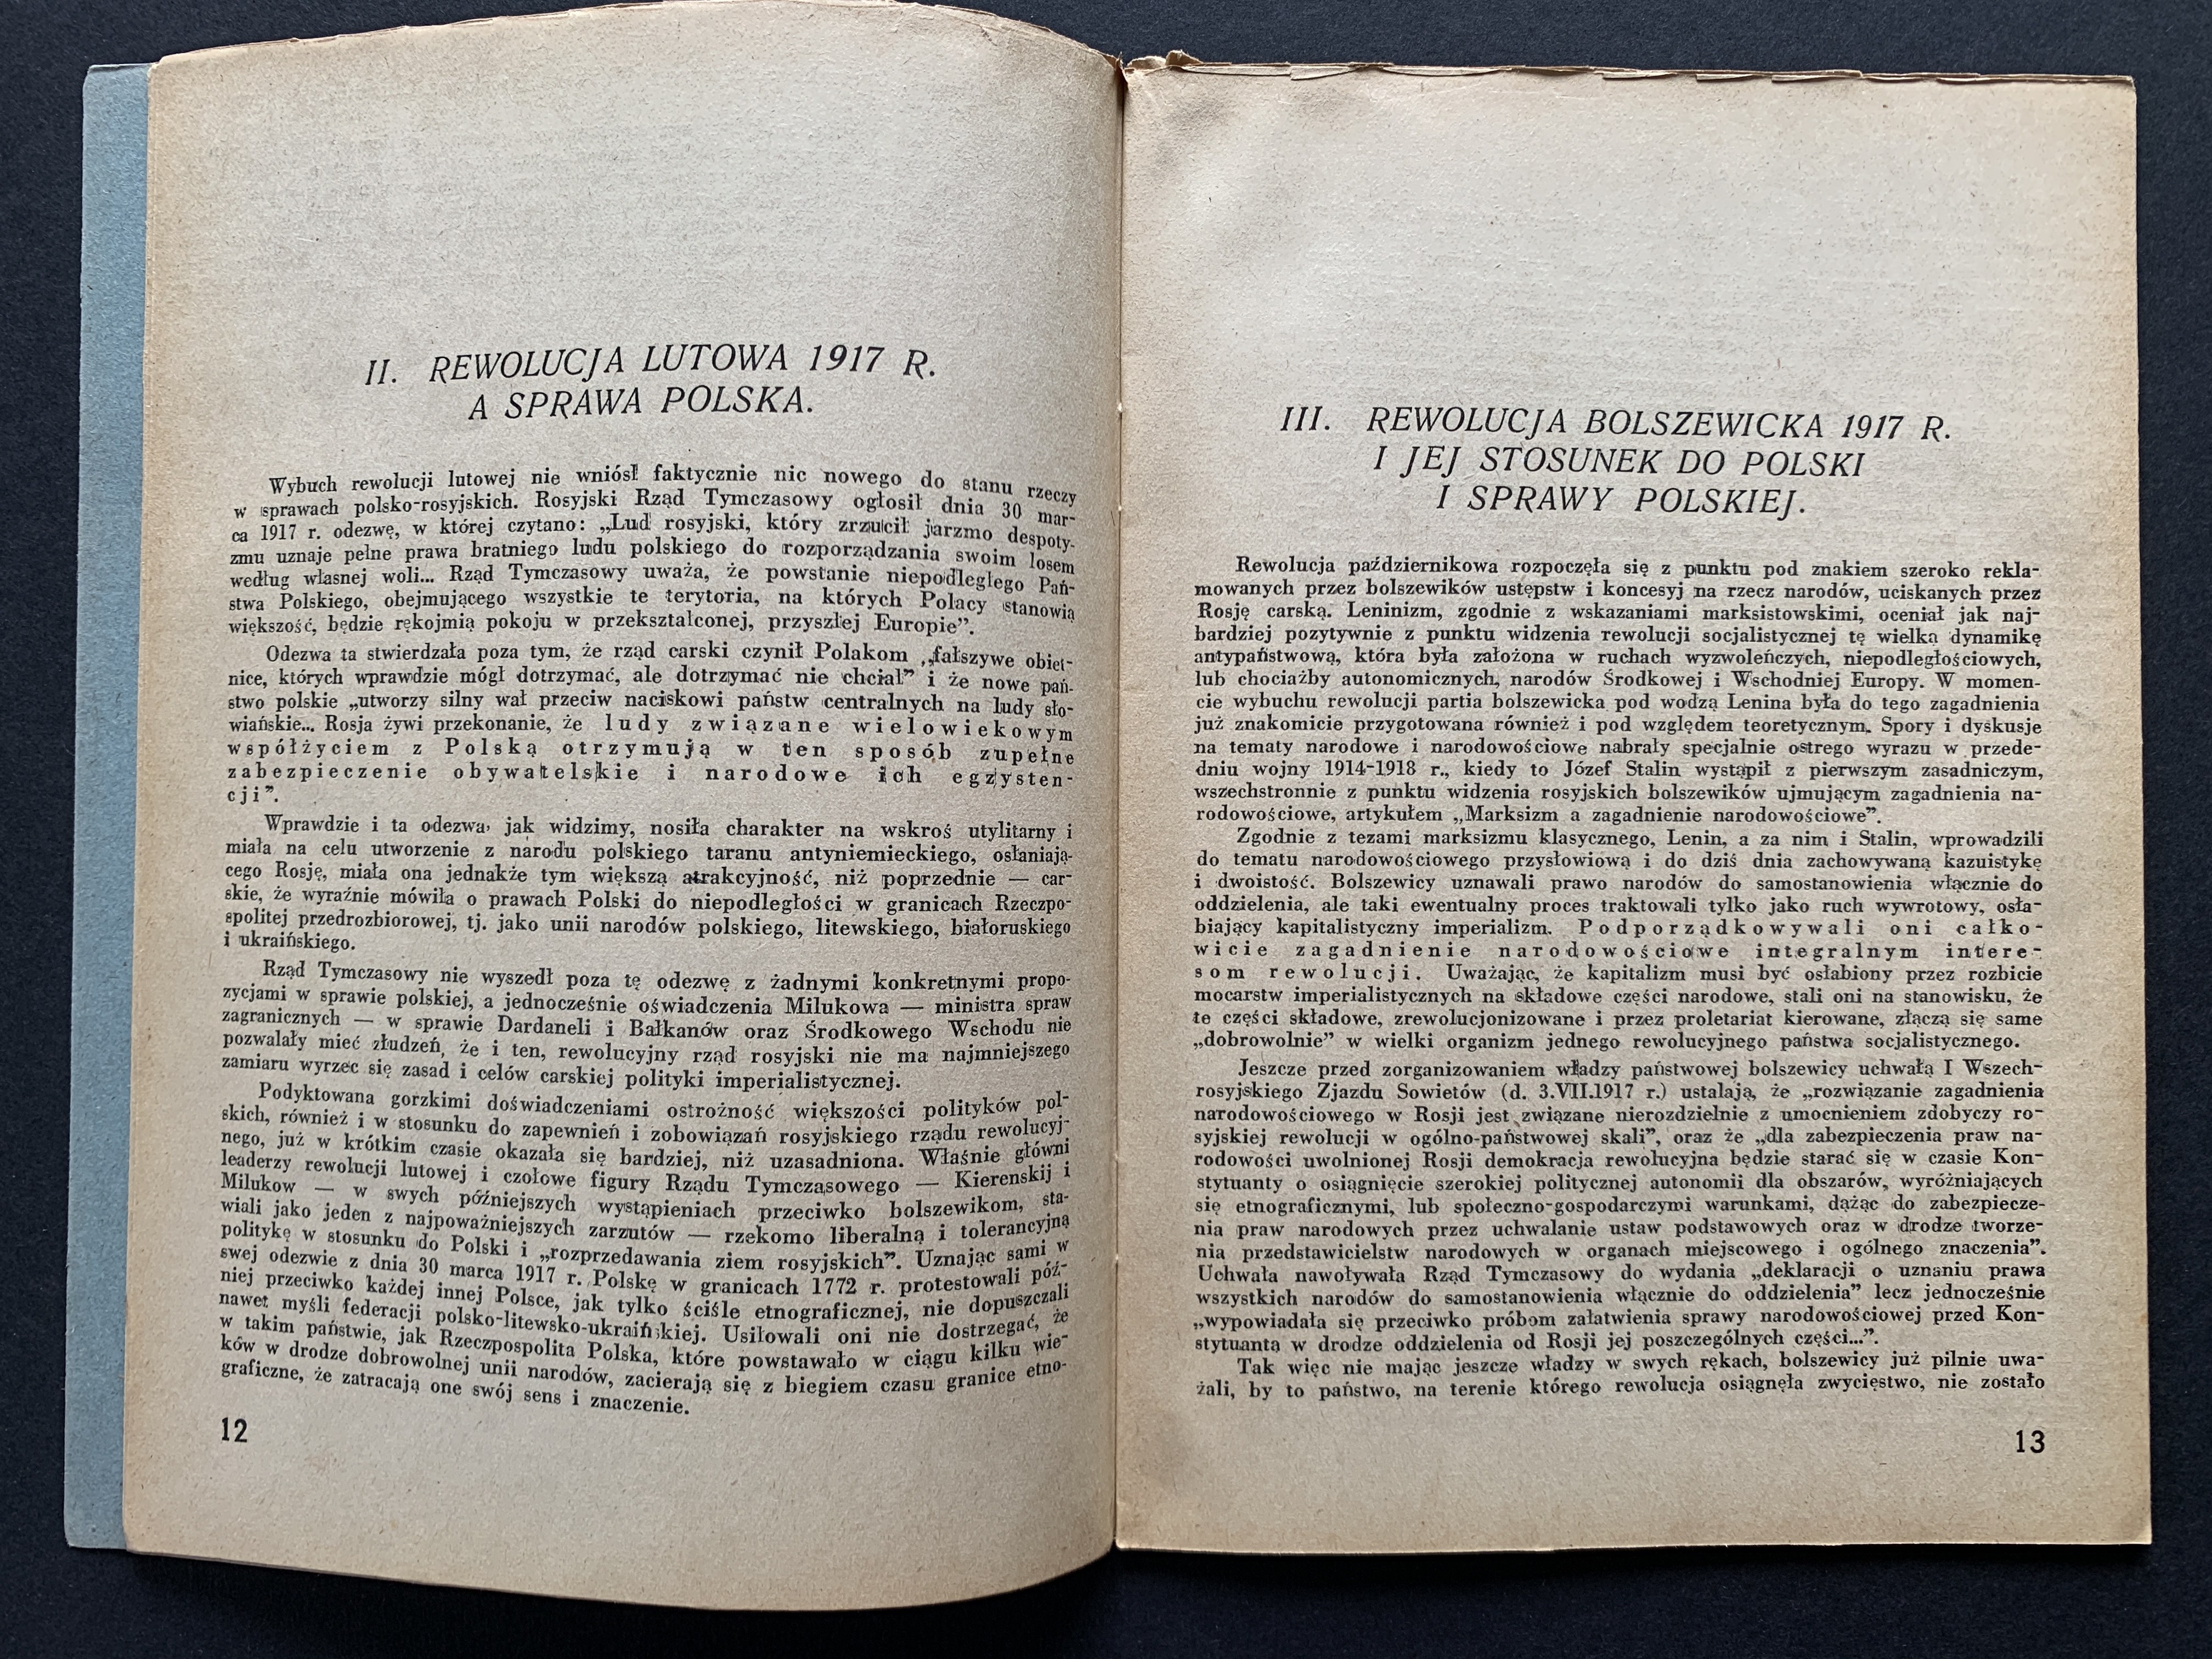 II. REWOLUCJA LUTOWA 1917 R.
A SPRAWA POLSKA.
Wybuch rewolucji lutowej nie wniósł faktycznie nic nowego do stanu rzeczy
w sprawach polsko-rosyjskich. Rosyjski Rząd Tymczasowy ogłosił dnia 30 mar-
ca 1917 r. odezwę, w której czytano: „Lud rosyjski, który zrzucił jarzmo despoty-
zmu uznaje pełne prawa bratniego ludu polskiego do rozporządzania swoim losem
według własnej woli... Rząd Tymczasowy uważa, że powstanie niepodległego Pań-
stwa Polskiego, obejmującego wszystkie te terytoria, na których Polacy stanowią
większość, będzie rękojmią pokoju w przekształconej, przyszłej Europie”.
Odezwa ta stwierdzała poza tym, że rząd carski czynił Polakom „fałszywe obiet-
nice, których wprawdzie mógł dotrzymać, ale dotrzymać nie chciał” i że nowe pań-
stwo polskie „utworzy silny wał przeciw naciskowi państw centralnych na ludy sło-
wiańskie... Rosja żywi przekonanie, że ludy związane wielowiekowym
współżyciem z Polską otrzymują w ten sposób zupełne
zabezpieczenie obywatelskie i narodowe ich egzysten-
cji”.
Wprawdzie i ta odezwa, jak widzimy, nosiła charakter na wskroś utylitarny i
miała na celu utworzenie z narodu polskiego taranu antyniemieckiego, osłaniają-
cego Rosję, miała ona jednakże tym większą atrakcyjność, niż poprzednie — car-
skie, że wyraźnie mówiła o prawach Polski do niepodległości w granicach Rzeczpo-
spolitej przedrozbiorowej, tj. jako unii narodów polskiego, litewskiego, białoruskiego
i ukraińskiego.
Rząd Tymczasowy nie wyszedł poza tę odezwę z żadnymi konkretnymi propo-
zycjami w sprawie polskiej, a jednocześnie oświadczenia Milukowa — ministra spraw
zagranicznych — w sprawie Dardaneli i Bałkanów oraz Środkowego Wschodu nie
pozwalały mieć złudzeń, że i ten, rewolucyjny rząd rosyjski nie ma najmniejszego
zamiaru wyrzec się zasad i celów carskiej polityki imperialistycznej.
Podyktowana gorzkimi doświadczeniami ostrożność większości polityków pol-
skich, również i w stosunku do zapewnień i zobowiązań rosyjskiego rządu rewolucyj-
nego, już w krótkim czasie okazała się bardziej, niż uzasadniona. Właśnie główni
leaderzy rewolucji lutowej i czołowe figury Rządu Tymczasowego — Kierenskij i
Milukow — w swych późniejszych wystąpieniach przeciwko bolszewikom, sta-
wiali jako jeden z najpoważniejszych zarzutów — rzekomo liberalną i tolerancyjną
politykę w stosunku do Polski i „rozprzedawania ziem rosyjskich”. Uznając sami w
swej odezwie z dnia 30 marca 1917 r. Polskę w granicach 1772 r. protestowali póź-
niej przeciwko każdej innej Polsce, jak tylko ściśle etnograficznej, nie dopuszczali
nawet myśli federacji polsko-litewsko-ukraińskiej. Usiłowali oni nie dostrzegać, że
w takim państwie, jak Rzeczpospolita Polska, które powstawało w ciągu kilku wie-
ków w drodze dobrowolnej unii narodów, zacierają się z biegiem czasu granice etno-
graficzne, że zatracają one swój sens i znaczenie.
12
III. REWOLUCJA BOLSZEWICKA 1917 R.
I JEJ STOSUNEK DO POLSKI
I SPRAWY POLSKIEJ.
Rewolucja październikowa rozpoczęła się z punktu pod znakiem szeroko rekla-
mowanych przez bolszewików ustępstw i koncesyj na rzecz narodów, uciskanych przez
Rosję carską. Leninizm, zgodnie z wskazaniami marksistowskimi, oceniał jak naj-
bardziej pozytywnie z punktu widzenia rewolucji socjalistycznej tę wielką dynamikę
antypaństwową, która była założona w ruchach wyzwoleńczych, niepodległościowych,
lub chociażby autonomicznych, narodów Środkowej i Wschodniej Europy. W momen-
cie wybuchu rewolucji partia bolszewicka pod wodzą Lenina była do tego zagadnienia
już znakomicie przygotowana również i pod względem teoretycznym. Spory i dyskusje
na tematy narodowe i narodowościowe nabrały specjalnie ostrego wyrazu w przede-
dniu wojny 1914-1918 r., kiedy to Józef Stalin wystąpił z pierwszym zasadniczym,
wszechstronnie z punktu widzenia rosyjskich bolszewików ujmującym zagadnienia na-
rodowościowe, artykułem „Marksizm a zagadnienie narodowościowe”.
Zgodnie z tezami marksizmu klasycznego, Lenin, a za nim i Stalin, wprowadzili
do tematu narodowościowego przysłowiową i do dziś dnia zachowywaną kazuistykę
i dwoistość. Bolszewicy uznawali prawo narodów do samostanowienia włącznie do
oddzielenia, ale taki ewentualny proces traktowali tylko jako ruch wywrotowy, osła-
biający kapitalistyczny imperializm. Podporządkowywali oni całko-
wicie zagadnienie narodowościowe integralnym intere-
som rewolucji. Uważając, że kapitalizm musi być osłabiony przez rozbicie
mocarstw imperialistycznych na składowe części narodowe, stali oni na stanowisku, że
te części składowe, zrewolucjonizowane i przez proletariat kierowane, złączą się same
„dobrowolnie” w wielki organizm jednego rewolucyjnego państwa socjalistycznego.
Jeszcze przed zorganizowaniem władzy państwowej bolszewicy uchwałą I Wszech-
rosyjskiego Zjazdu Sowietów (d. 3.VII.1917 r.) ustalają, że „rozwiązanie zagadnienia
narodowościowego w Rosji jest związane nierozdzielnie z umocnieniem zdobyczy ro-
syjskiej rewolucji w ogólno-państwowej skali”, oraz że „dla zabezpieczenia praw na-
rodowości uwolnionej Rosji demokracja rewolucyjna będzie starać się w czasie Kon-
stytuanty o osiągnięcie szerokiej politycznej autonomii dla obszarów, wyróżniających
się etnograficznymi, lub społeczno-gospodarczymi warunkami, dążąc do zabezpiecze-
nia praw narodowych przez uchwalanie ustaw podstawowych oraz w drodze tworze-
nia przedstawicielstw narodowych w organach miejscowego i ogólnego znaczenia”.
Uchwała nawoływała Rząd Tymczasowy do wydania „deklaracji o uznaniu prawa
wszystkich narodów do samostanowienia włącznie do oddzielenia” lecz jednocześnie
„wypowiadała się przeciwko próbom załatwienia sprawy narodowościowej przed Kon-
stytuantą w drodze oddzielenia od Rosji jej poszczególnych części...”.
Tak więc nie mając jeszcze władzy w swych rękach, bolszewicy już pilnie uwa-
żali, by to państwo, na terenie którego rewolucja osiągnęła zwycięstwo, nie zostało
13